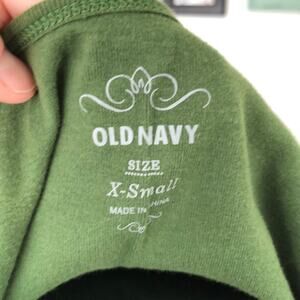 OLD NAVY
SIZE
X-Small
MADE IN CHINA